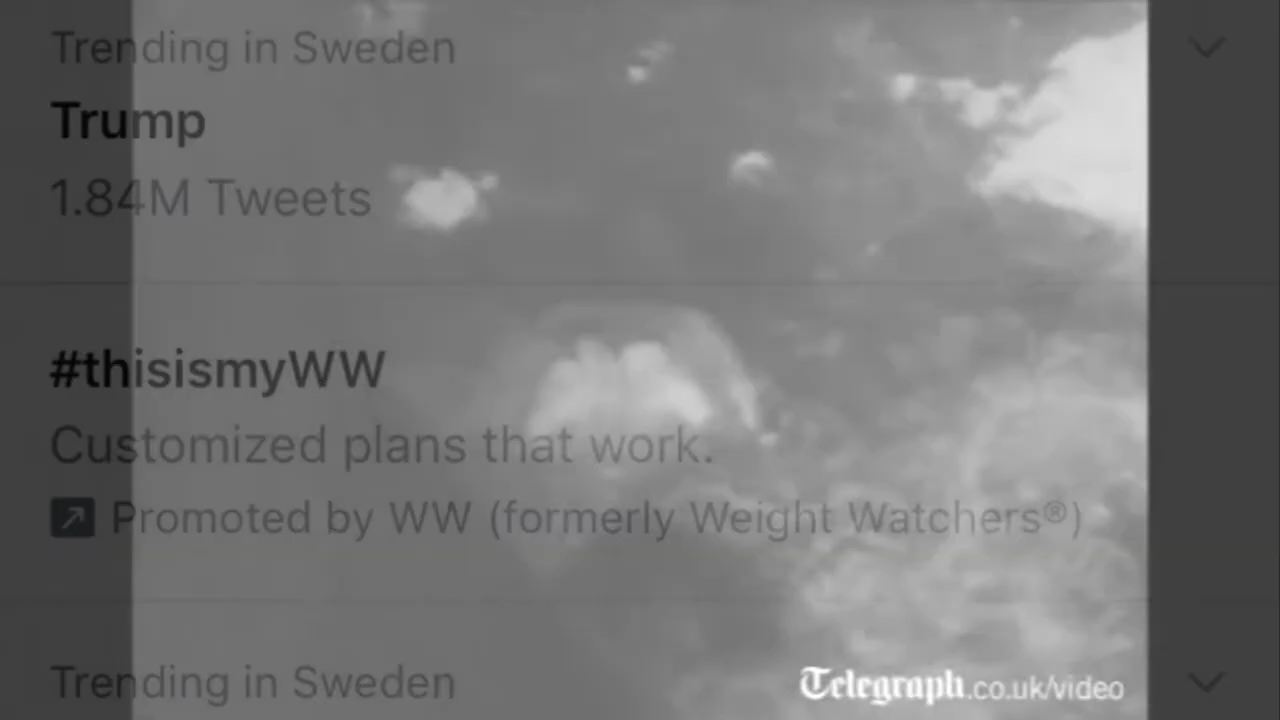 Trending in Sweden
Trump
1.84M Tweets
#thisismyWW
Customized plans that work.
Promoted by WW (formerly Weight Watchers®)
Trending in Sweden
Telegraph.co.uk/video